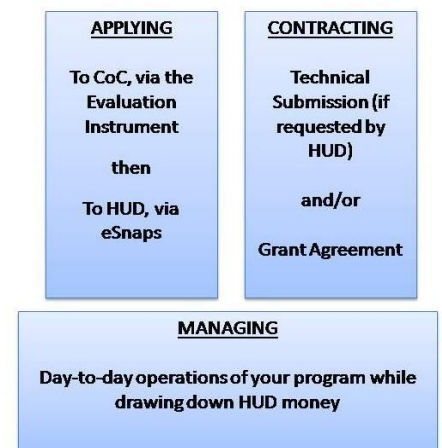 APPLYING
To CoC, via the
Evaluation
Instrument
then
To HUD, via
eSnaps
CONTRACTING
Technical
Submission (if
requested by
HUD)
and/or
Grant Agreement
MANAGING
Day-to-day operations of your program while
drawing down HUD money